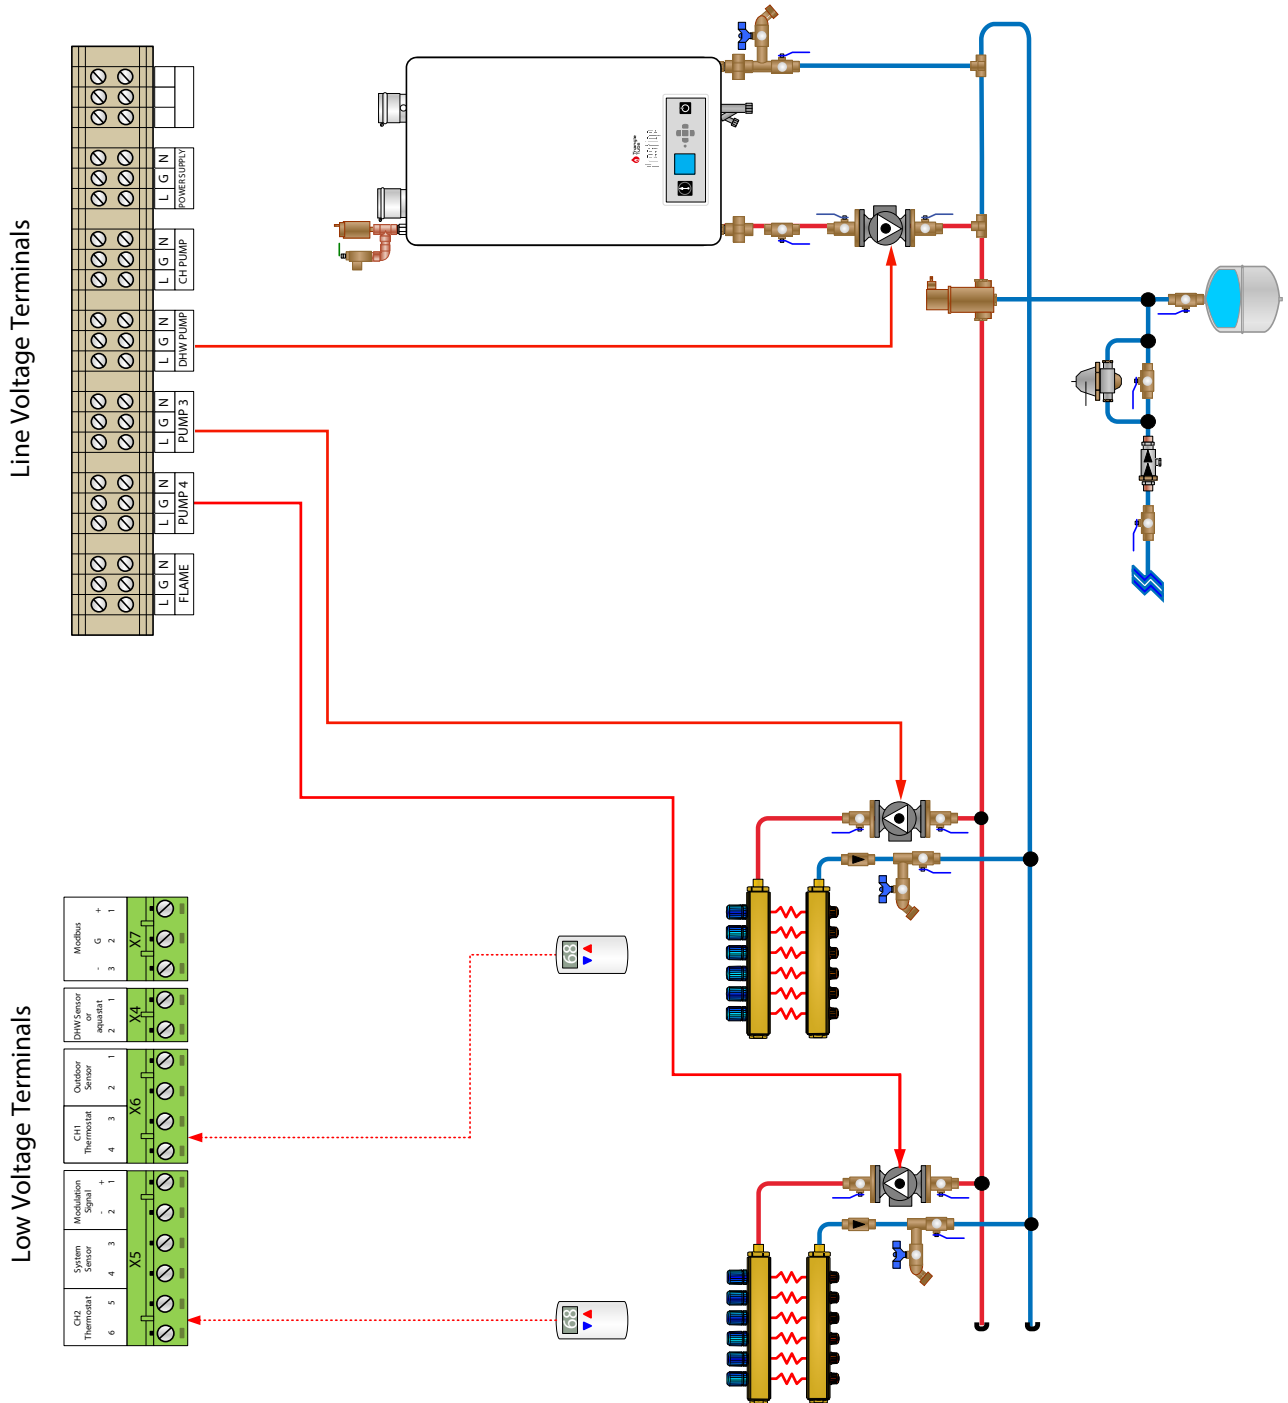 Line Voltage Terminals
L G N
POWER SUPPLY
L G N
CH PUMP
L G N
DHW PUMP
L G N
PUMP 3
L G N
PUMP 4
L G N
FLAME
Triangle
Tube
Low Voltage Terminals
Modbus
- G +
3 2 1
X7
DHW Sensor
or
aquastat
2 1
X4
Outdoor
Sensor
2 1
CH1
Thermostat
4 3
X6
Modulation
Signal
- +
2 1
System
Sensor
4 3
CH2
Thermostat
6 5
X5
68
68